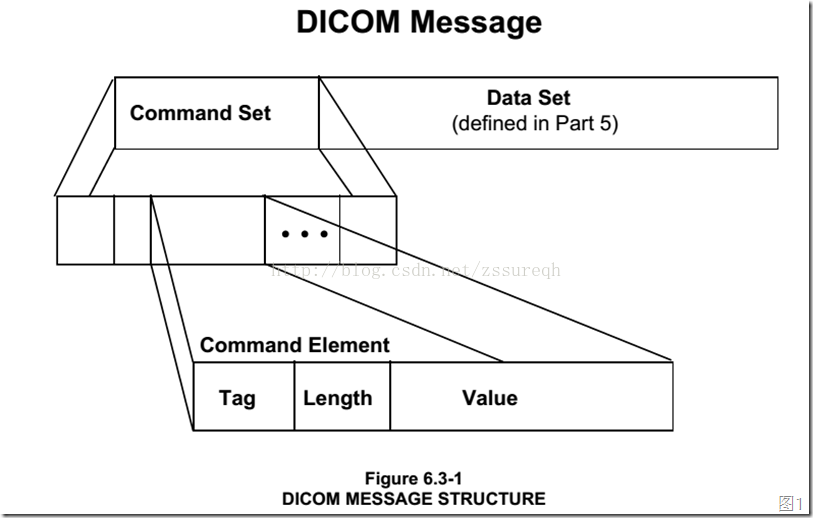 DICOM Message
Command Set
Data Set
(defined in Part 5)
• • •
http://blog.csdn.net/zssureqh
Command Element
Tag
Length
Value
Figure 6.3-1
DICOM MESSAGE STRUCTURE
图1